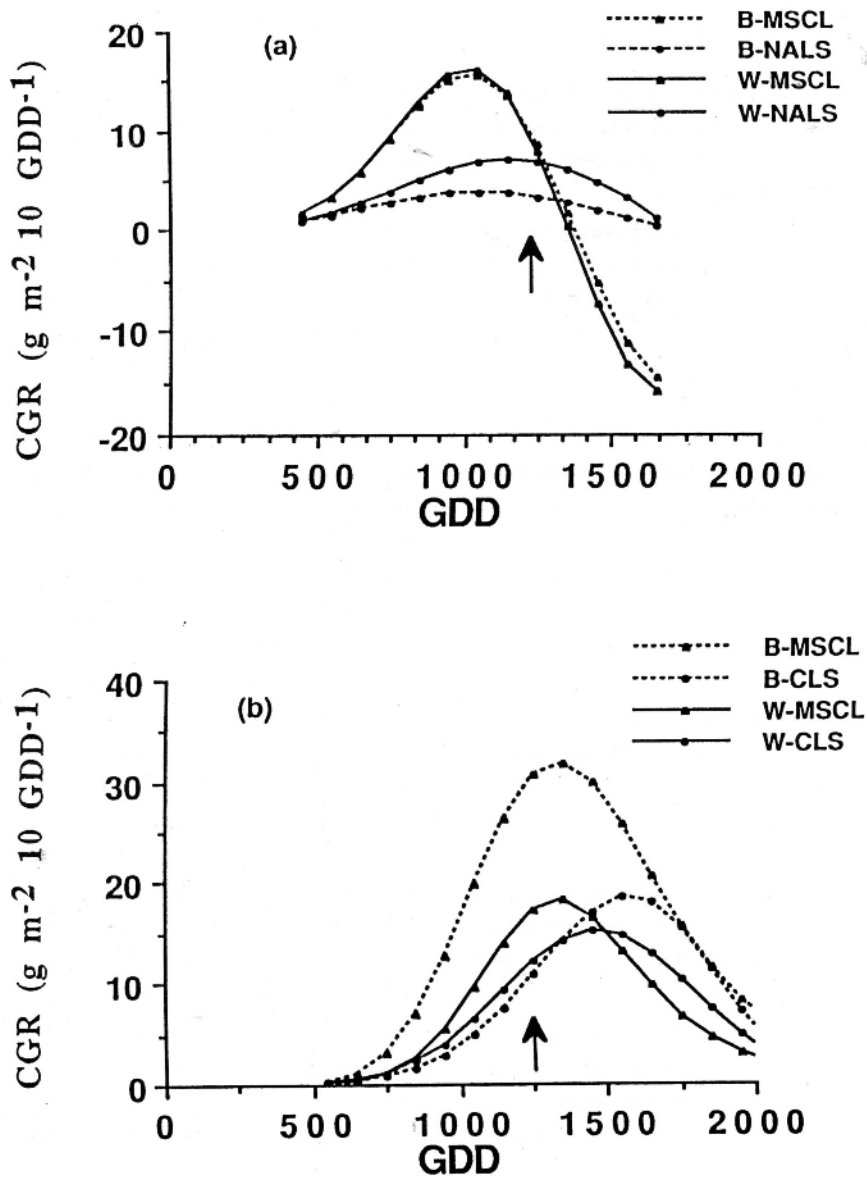 (a)
B-MSCL
B-NALS
W-MSCL
W-NALS
CGR (g m-2 10 GDD-1)
20
10
0
-10
-20
0 500 1000 1500 2000
GDD
(b)
B-MSCL
B-CLS
W-MSCL
W-CLS
CGR (g m-2 10 GDD-1)
40
30
20
10
0
0 500 1000 1500 2000
GDD